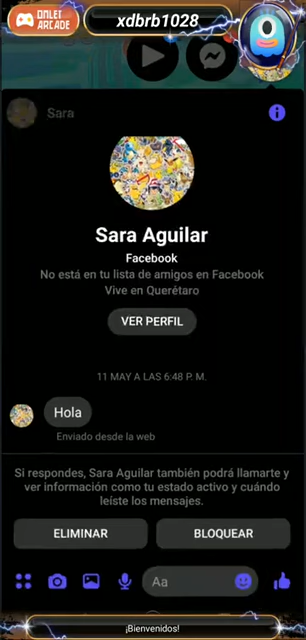 OMLET
ARCADE
xdbrb1028
Sara
Sara Aguilar
Facebook
No está en tu lista de amigos en Facebook
Vive en Querétaro
VER PERFIL
11 MAY A LAS 6:48 P. M.
Hola
Enviado desde la web
Si respondes, Sara Aguilar también podrá llamarte y
ver información como tu estado activo y cuándo
leíste los mensajes.
ELIMINAR
BLOQUEAR
Aa
¡Bienvenidos!